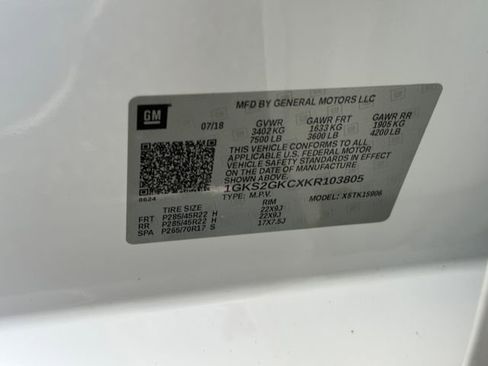 GM
MFD BY GENERAL MOTORS LLC
07/18 GVWR GAWR FRT GAWR RR
3402 KG 1633 KG 1905 KG
7500 LB 3600 LB 4200 LB
THIS VEHICLE CONFORMS TO ALL APPLICABLE
U.S. FEDERAL MOTOR
VEHICLE SAFETY STANDARDS IN
EFFECT ON THE DATE OF MANUFACTURE
SHOWN ABOVE.
1GKS2GKCXKR103805
8624 TYPE: M.P.V. MODEL: XSTK15906
TIRE SIZE RIM
FRT P285/45R22 H 22X9J
RR P285/45R22 H 22X9J
SPA P265/70R17 S 17X7.5J